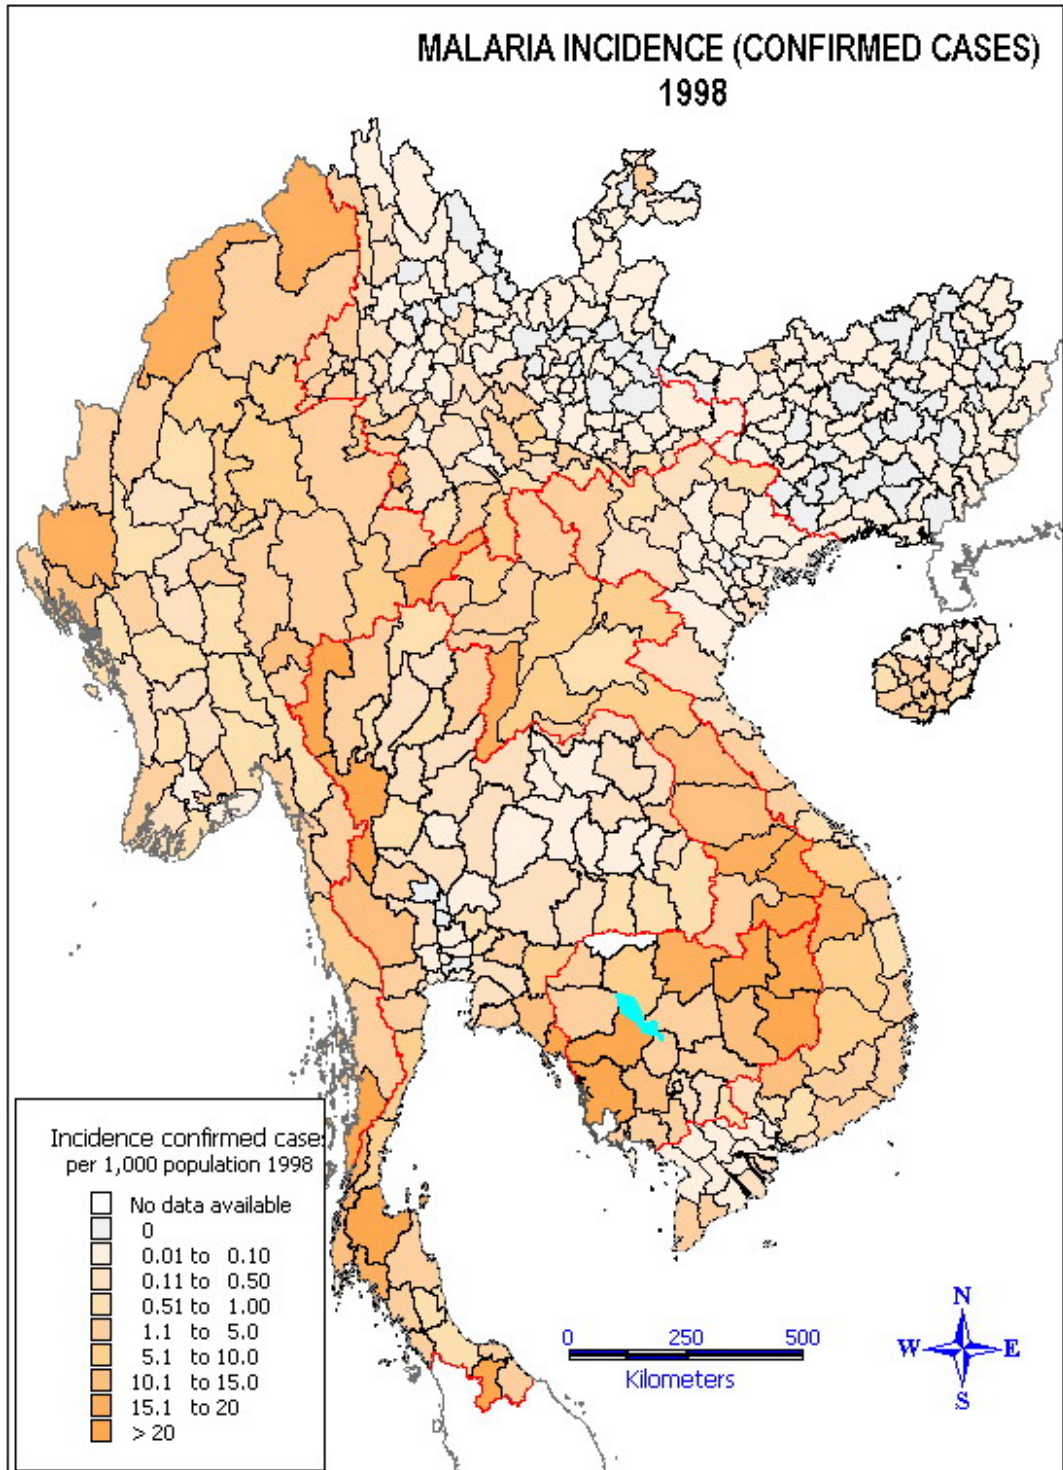 MALARIA INCIDENCE (CONFIRMED CASES)
1998
Incidence confirmed cases
per 1,000 population 1998
No data available
0
0.01 to 0.10
0.11 to 0.50
0.51 to 1.00
1.1 to 5.0
5.1 to 10.0
10.1 to 15.0
15.1 to 20
> 20
0 250 500
Kilometers
N
W E
S